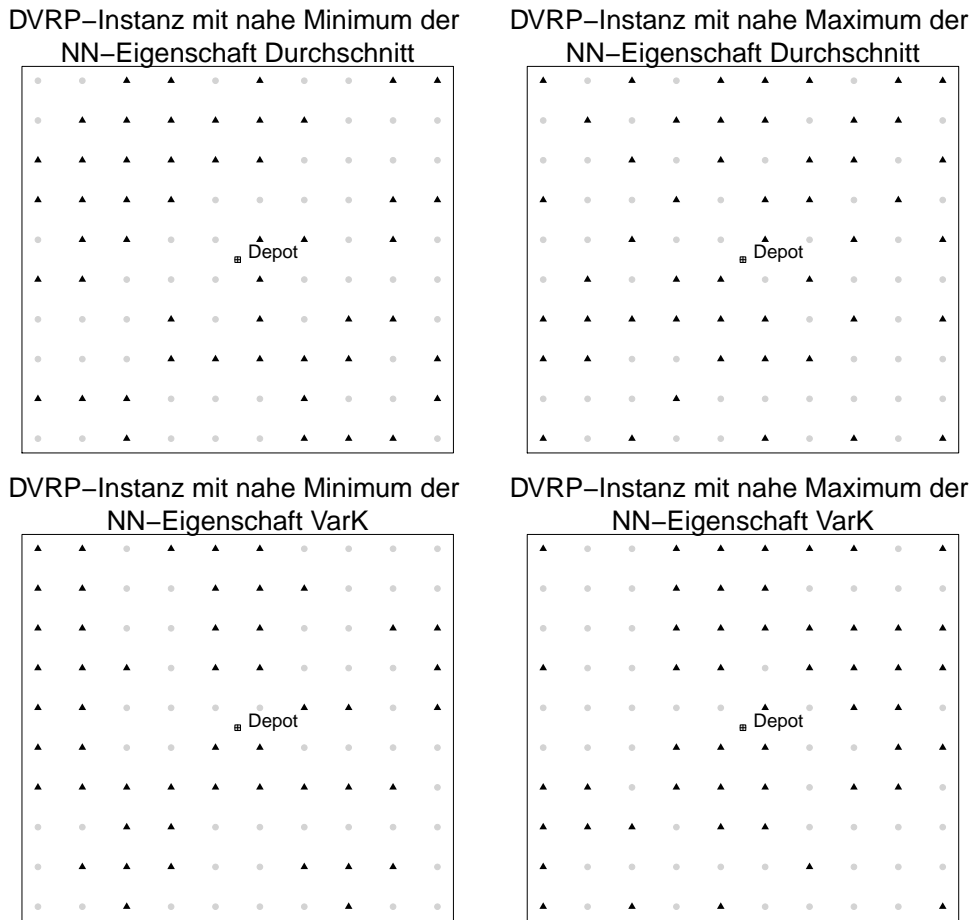 DVRP−Instanz mit nahe Minimum der
NN−Eigenschaft Durchschnitt
Depot
DVRP−Instanz mit nahe Maximum der
NN−Eigenschaft Durchschnitt
Depot
DVRP−Instanz mit nahe Minimum der
NN−Eigenschaft VarK
Depot
DVRP−Instanz mit nahe Maximum der
NN−Eigenschaft VarK
Depot